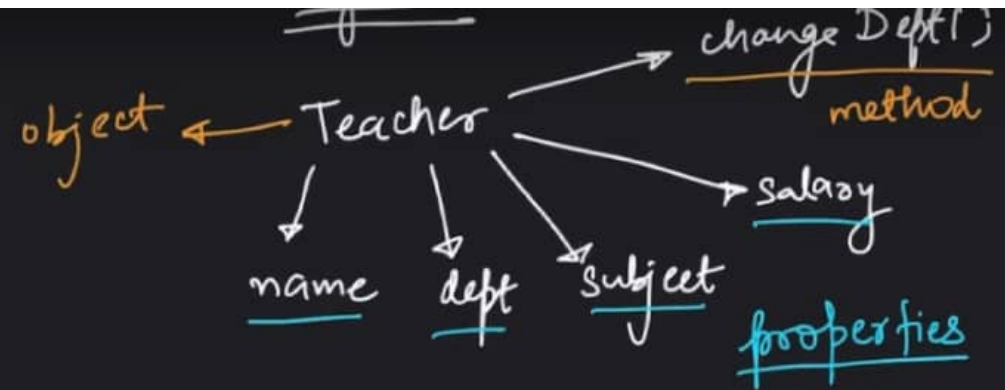 change Dept()
method
object
Teacher
salary
name
dept
subject
properties